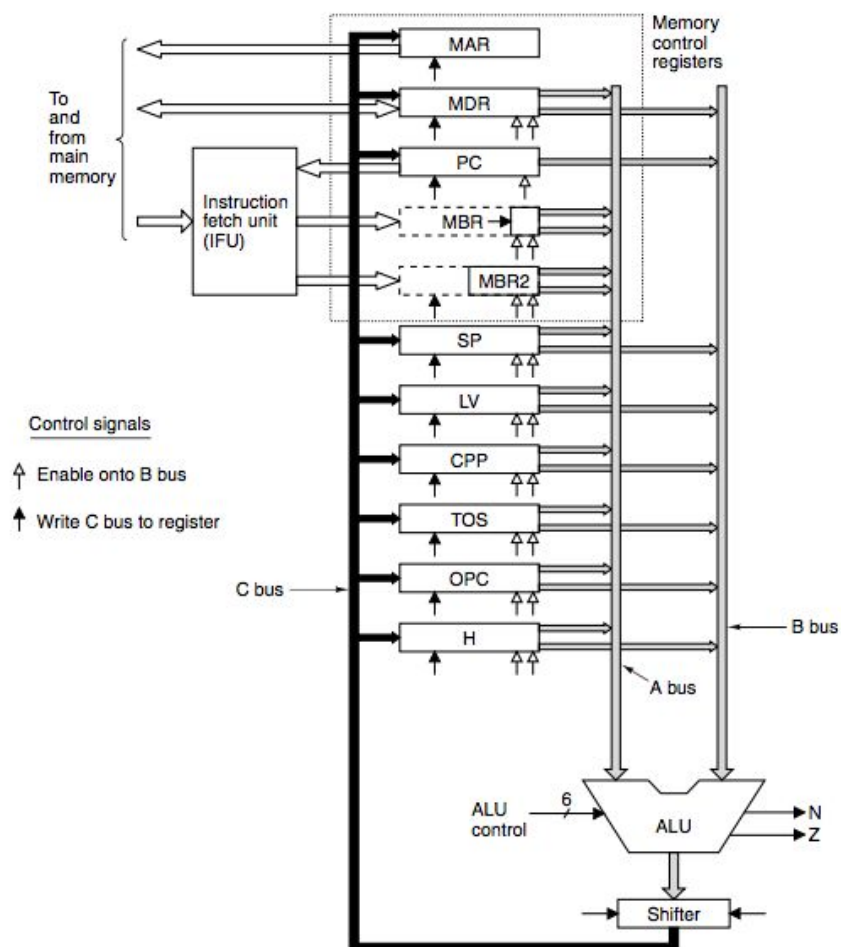 MAR
Memory
control
registers
To
and
from
main
memory
MDR
PC
Instruction
fetch unit
(IFU)
MBR
MBR2
SP
LV
Control signals
CPP
Enable onto B bus
TOS
Write C bus to register
C bus
OPC
B bus
H
A bus
6
ALU
control
ALU
N
Z
Shifter